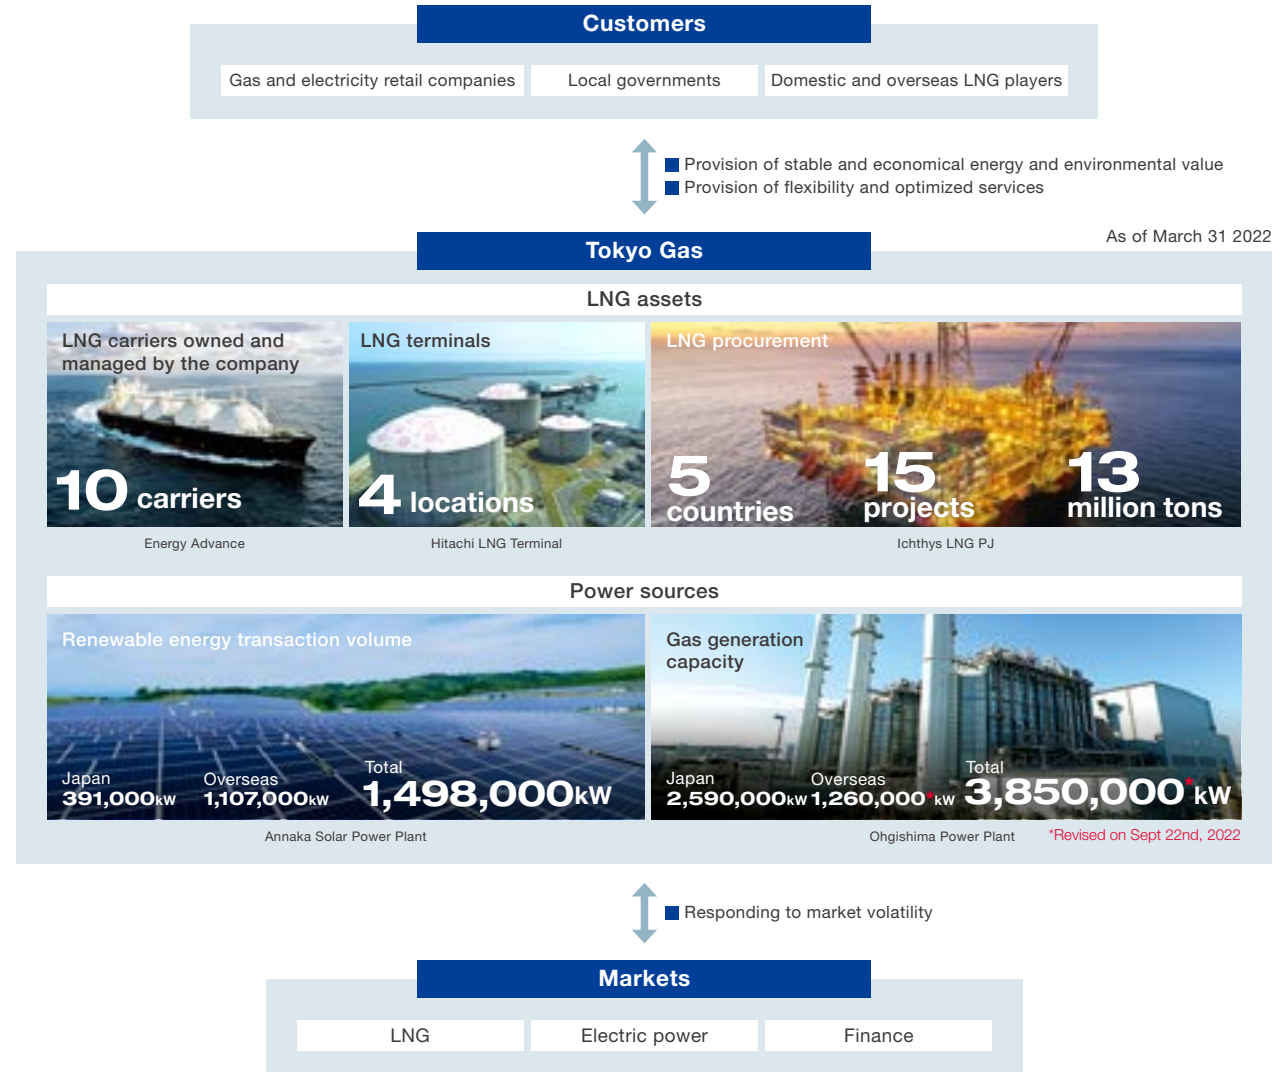 Customers
Gas and electricity retail companies
Local governments
Domestic and overseas LNG players
■ Provision of stable and economical energy and environmental value
■ Provision of flexibility and optimized services
As of March 31 2022
Tokyo Gas
LNG assets
LNG carriers owned and
managed by the company
10 carriers
Energy Advance
LNG terminals
4 locations
Hitachi LNG Terminal
LNG procurement
5
countries
15
projects
13
million tons
Ichthys LNG PJ
Power sources
Renewable energy transaction volume
Japan
391,000kW
Overseas
1,107,000kW
Total
1,498,000kW
Annaka Solar Power Plant
Gas generation
capacity
Japan
2,590,000kW
Overseas
1,260,000*kW
Total
3,850,000*kW
Ohgishima Power Plant
*Revised on Sept 22nd, 2022
■ Responding to market volatility
Markets
LNG
Electric power
Finance